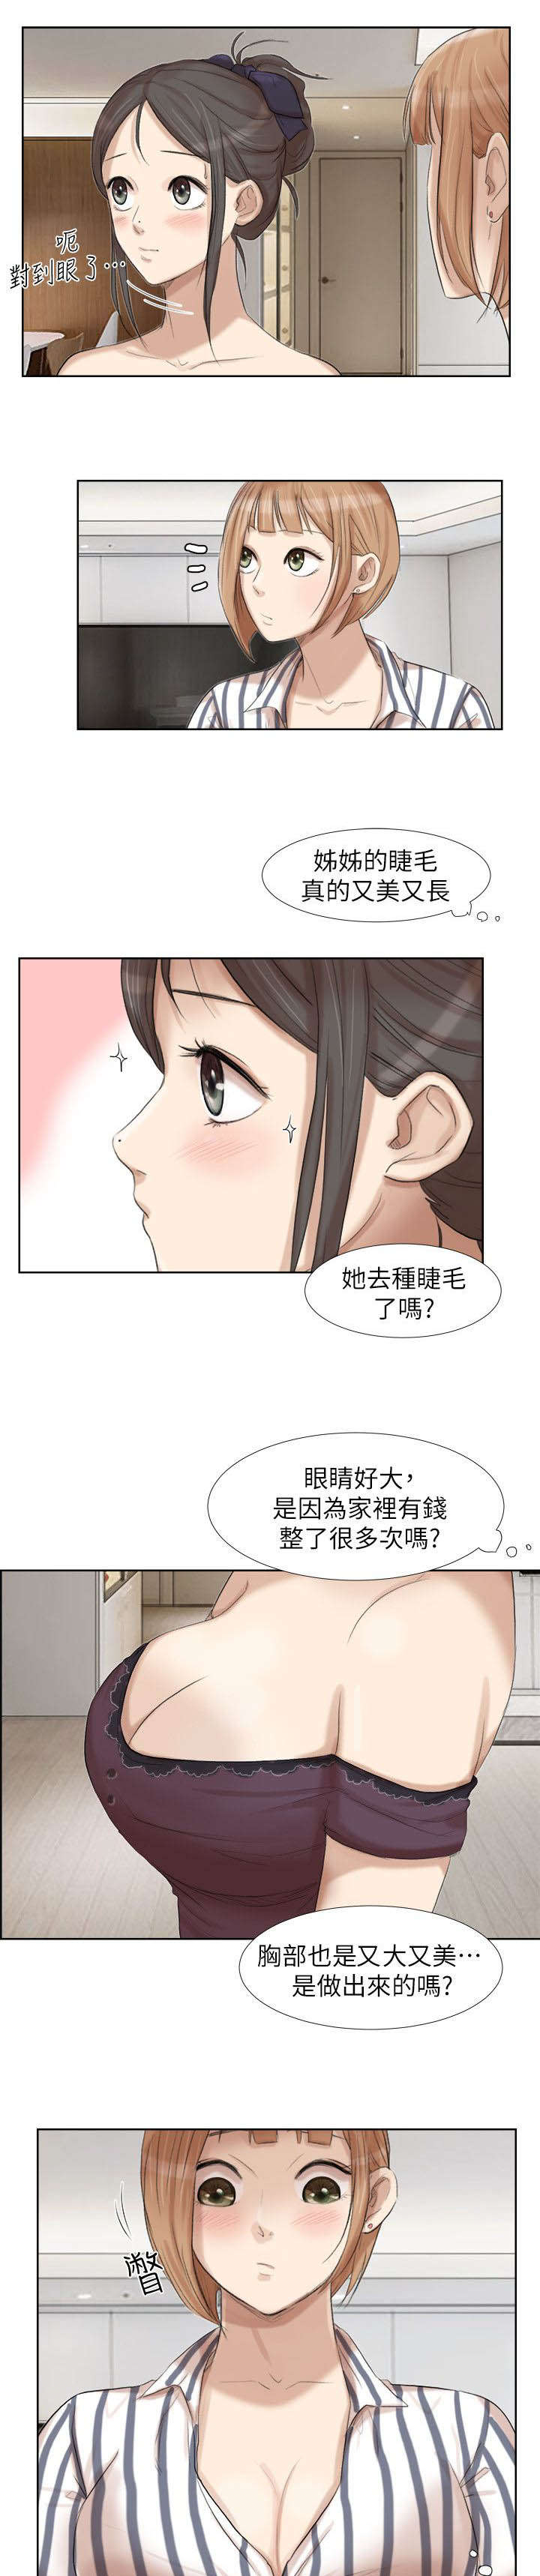 呃
對到眼了…
姊姊的睫毛
真的又美又長
她去種睫毛
了嗎?
眼睛好大,
是因為家裡有錢
整了很多次嗎?
胸部也是又大又美…
是做出來的嗎?
瞥